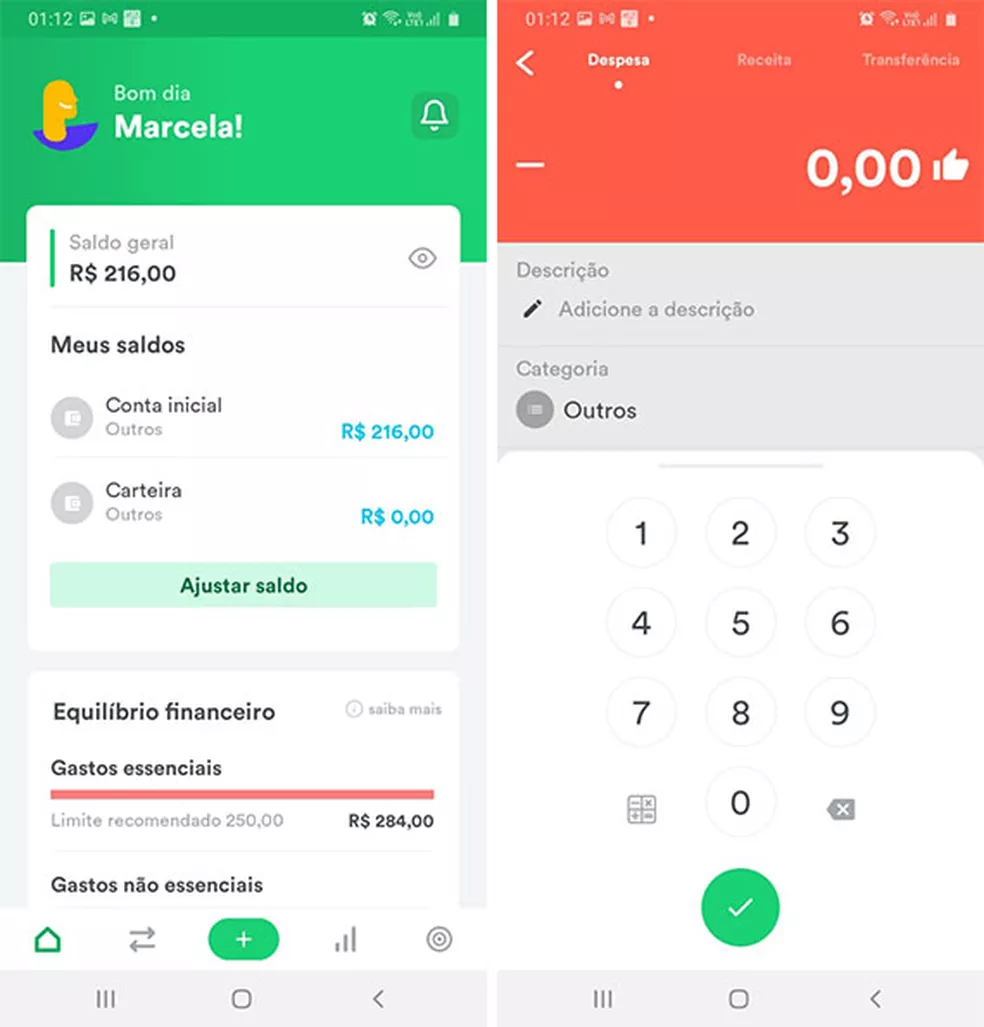 01:12
Bom dia
Marcela!
Saldo geral
R$ 216,00
Meus saldos
Conta inicial
Outros
R$ 216,00
Carteira
Outros
R$ 0,00
Ajustar saldo
Equilíbrio financeiro
saiba mais
Gastos essenciais
Limite recomendado 250,00
R$ 284,00
Gastos não essenciais
01:12
Despesa
Receita
Transferência
0,00
Descrição
Adicione a descrição
Categoria
Outros
1 2 3
4 5 6
7 8 9
0